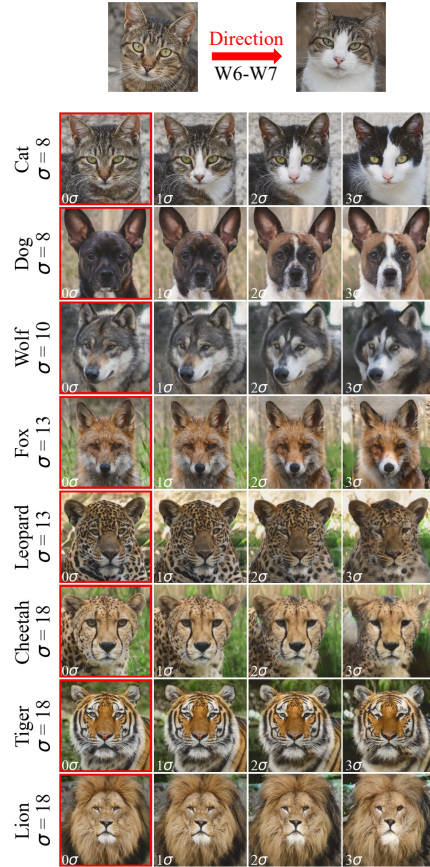 Direction
W6-W7
Cat
σ = 8
0σ 1σ 2σ 3σ
Dog
σ = 8
0σ 1σ 2σ 3σ
Wolf
σ = 10
0σ 1σ 2σ 3σ
Fox
σ = 13
0σ 1σ 2σ 3σ
Leopard
σ = 13
0σ 1σ 2σ 3σ
Cheetah
σ = 18
0σ 1σ 2σ 3σ
Tiger
σ = 18
0σ 1σ 2σ 3σ
Lion
σ = 18
0σ 1σ 2σ 3σ